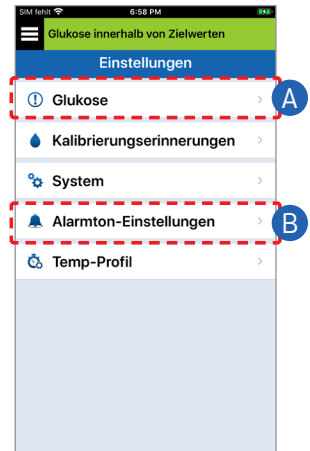 SIM fehlt 6:58 PM
Glukose innerhalb von Zielwerten
Einstellungen
Glukose
A
Kalibrierungserinnerungen
System
Alarmton-Einstellungen
B
Temp-Profil